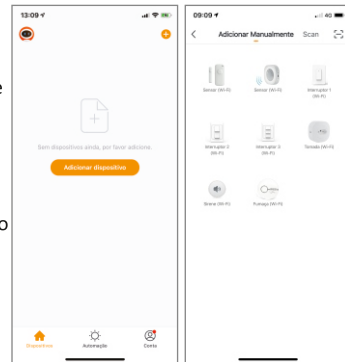 e
o
13:09
Sem dispositivos ainda, por favor adicione.
Adicionar dispositivo
Dispositivos
Automação
Conta
09:09
4G
Adicionar Manualmente Scan
Sensor (Wi-Fi)
Sensor (Wi-Fi)
Interruptor 1
(Wi-Fi)
Interruptor 2
(Wi-Fi)
Interruptor 3
(Wi-Fi)
Tomada (Wi-Fi)
Sirene (Wi-Fi)
Fumaça (Wi-Fi)